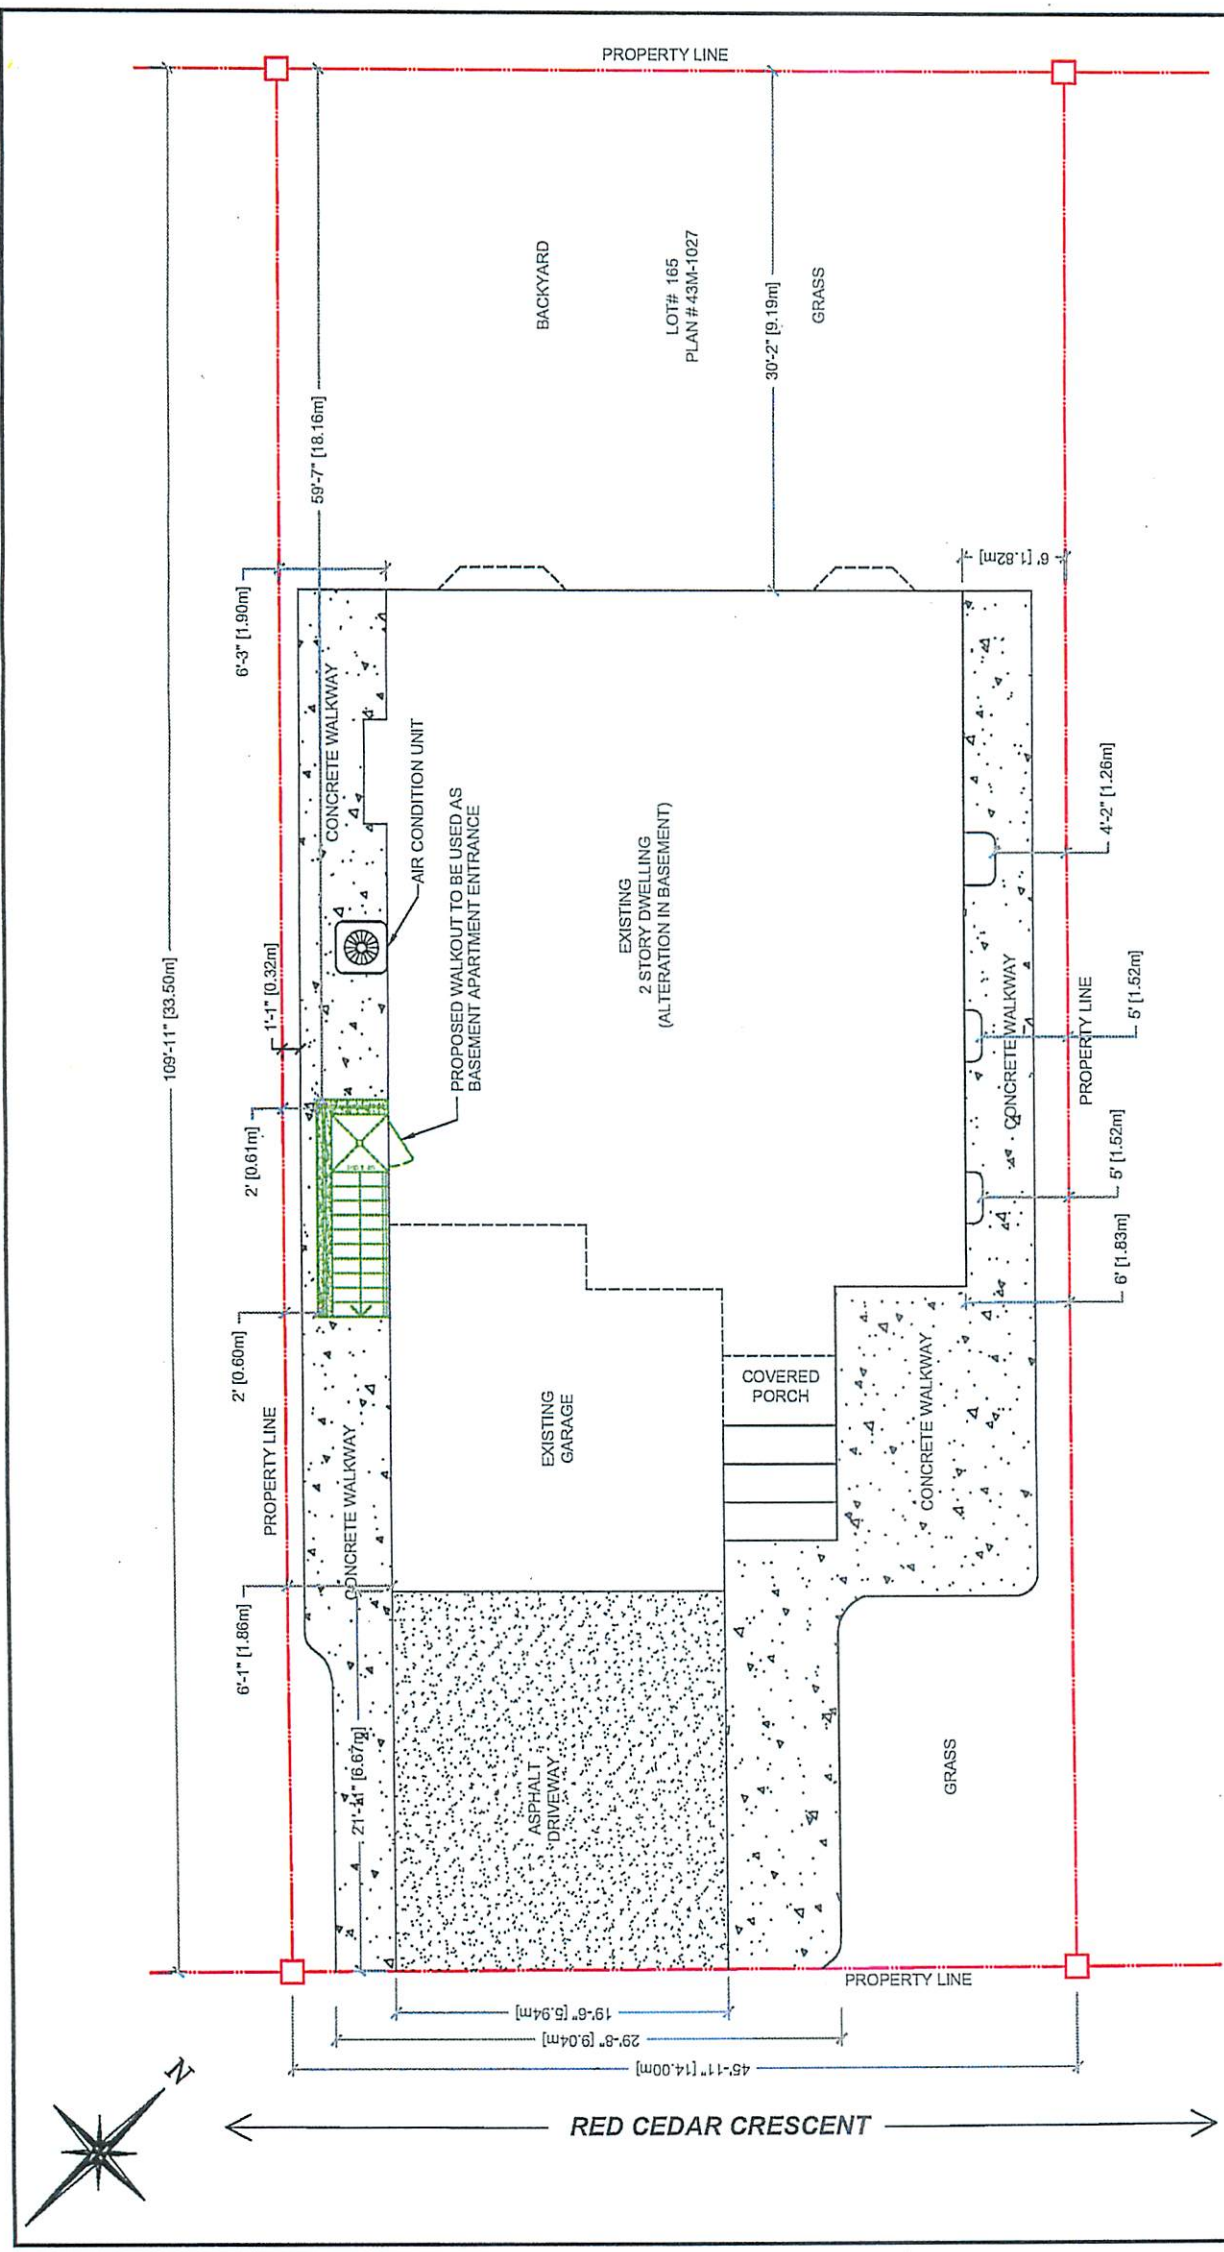 PROPERTY LINE
BACKYARD
LOT# 165
PLAN # 43M-1027
GRASS
30'-2" [9.19m]
59'-7" [18.16m]
6'-3" [1.90m]
6' [1.82m]
CONCRETE WALKWAY
AIR CONDITION UNIT
PROPOSED WALKOUT TO BE USED AS
BASEMENT APARTMENT ENTRANCE
EXISTING
2 STORY DWELLING
(ALTERATION IN BASEMENT)
4'-2" [1.26m]
109'-11" [33.50m]
1'-1" [0.32m]
CONCRETE WALKWAY
PROPERTY LINE
5' [1.52m]
2' [0.61m]
5' [1.52m]
6' [1.83m]
2' [0.60m]
COVERED
PORCH
EXISTING
GARAGE
CONCRETE WALKWAY
PROPERTY LINE
CONCRETE WALKWAY
6'-1" [1.86m]
[6.67m]
ASPHALT
DRIVEWAY
GRASS
PROPERTY LINE
19'-6" [5.94m]
29'-8" [9.04m]
45'-11" [14.00m]
N
RED CEDAR CRESCENT